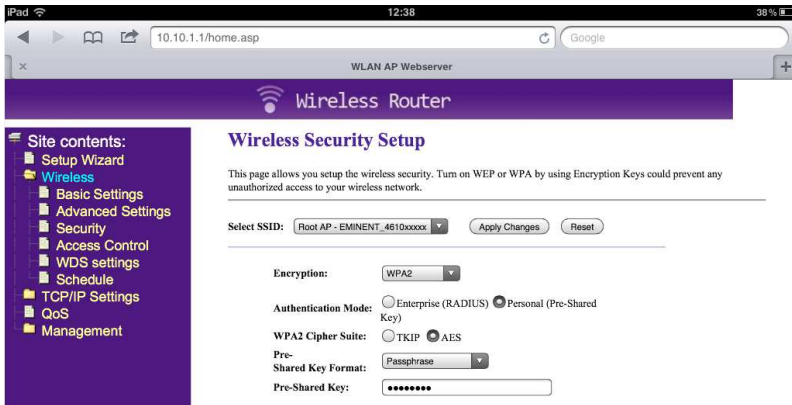 iPad 12:38 38%
10.10.1.1/home.asp Google
WLAN AP Webserver
Wireless Router
Site contents:
Setup Wizard
Wireless
Basic Settings
Advanced Settings
Security
Access Control
WDS settings
Schedule
TCP/IP Settings
QoS
Management
Wireless Security Setup
This page allows you setup the wireless security. Turn on WEP or WPA by using Encryption Keys could prevent any
unauthorized access to your wireless network.
Select SSID: Root AP - EMINENT_4610xxxxx Apply Changes Reset
Encryption: WPA2
Authentication Mode: Enterprise (RADIUS) Personal (Pre-Shared
Key)
WPA2 Cipher Suite: TKIP AES
Pre-
Shared Key Format: Passphrase
Pre-Shared Key: ••••••••